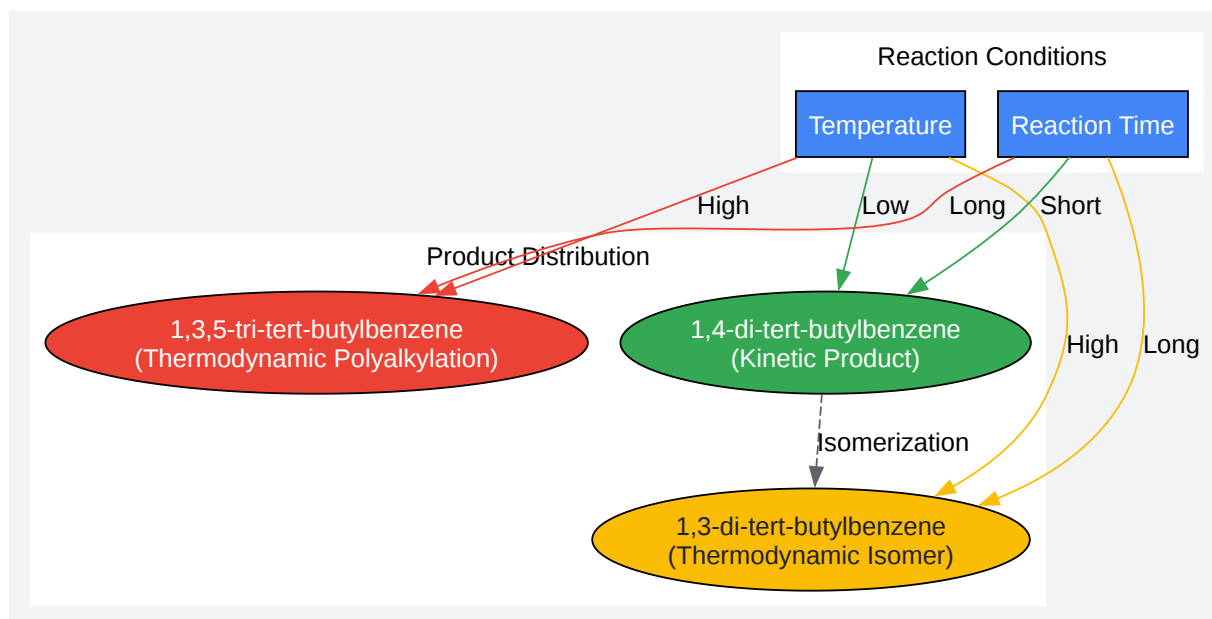 Reaction Conditions
Temperature
Reaction Time
High
Low
Long
Short
Product Distribution
1,3,5-tri-tert-butylbenzene
(Thermodynamic Polyalkylation)
1,4-di-tert-butylbenzene
(Kinetic Product)
High
Long
Isomerization
1,3-di-tert-butylbenzene
(Thermodynamic Isomer)